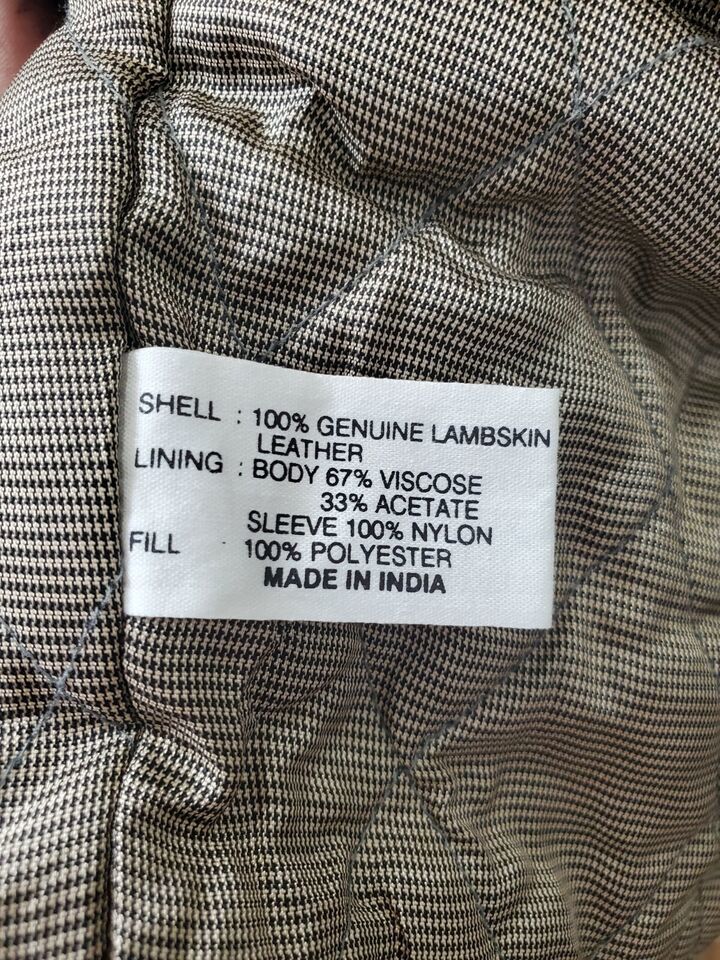 SHELL : 100% GENUINE LAMBSKIN
LEATHER
LINING : BODY 67% VISCOSE
33% ACETATE
SLEEVE 100% NYLON
FILL 100% POLYESTER
MADE IN INDIA